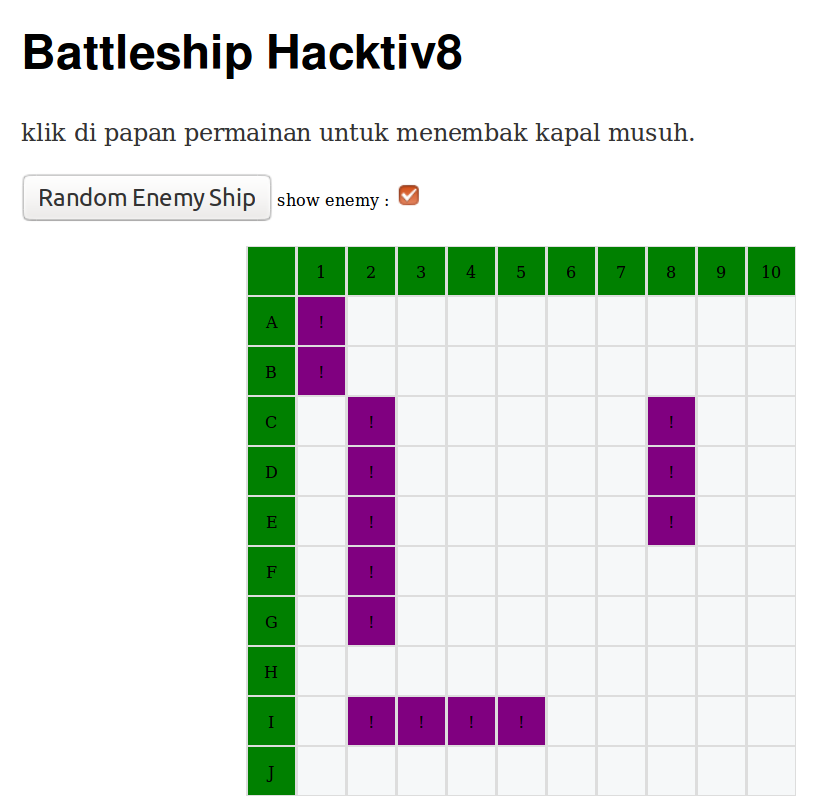 Battleship Hacktiv8
klik di papan permainan untuk menembak kapal musuh.
Random Enemy Ship show enemy :
1 2 3 4 5 6 7 8 9 10
A !
B !
C ! !
D ! !
E ! !
F !
G !
H
I ! ! ! !
J